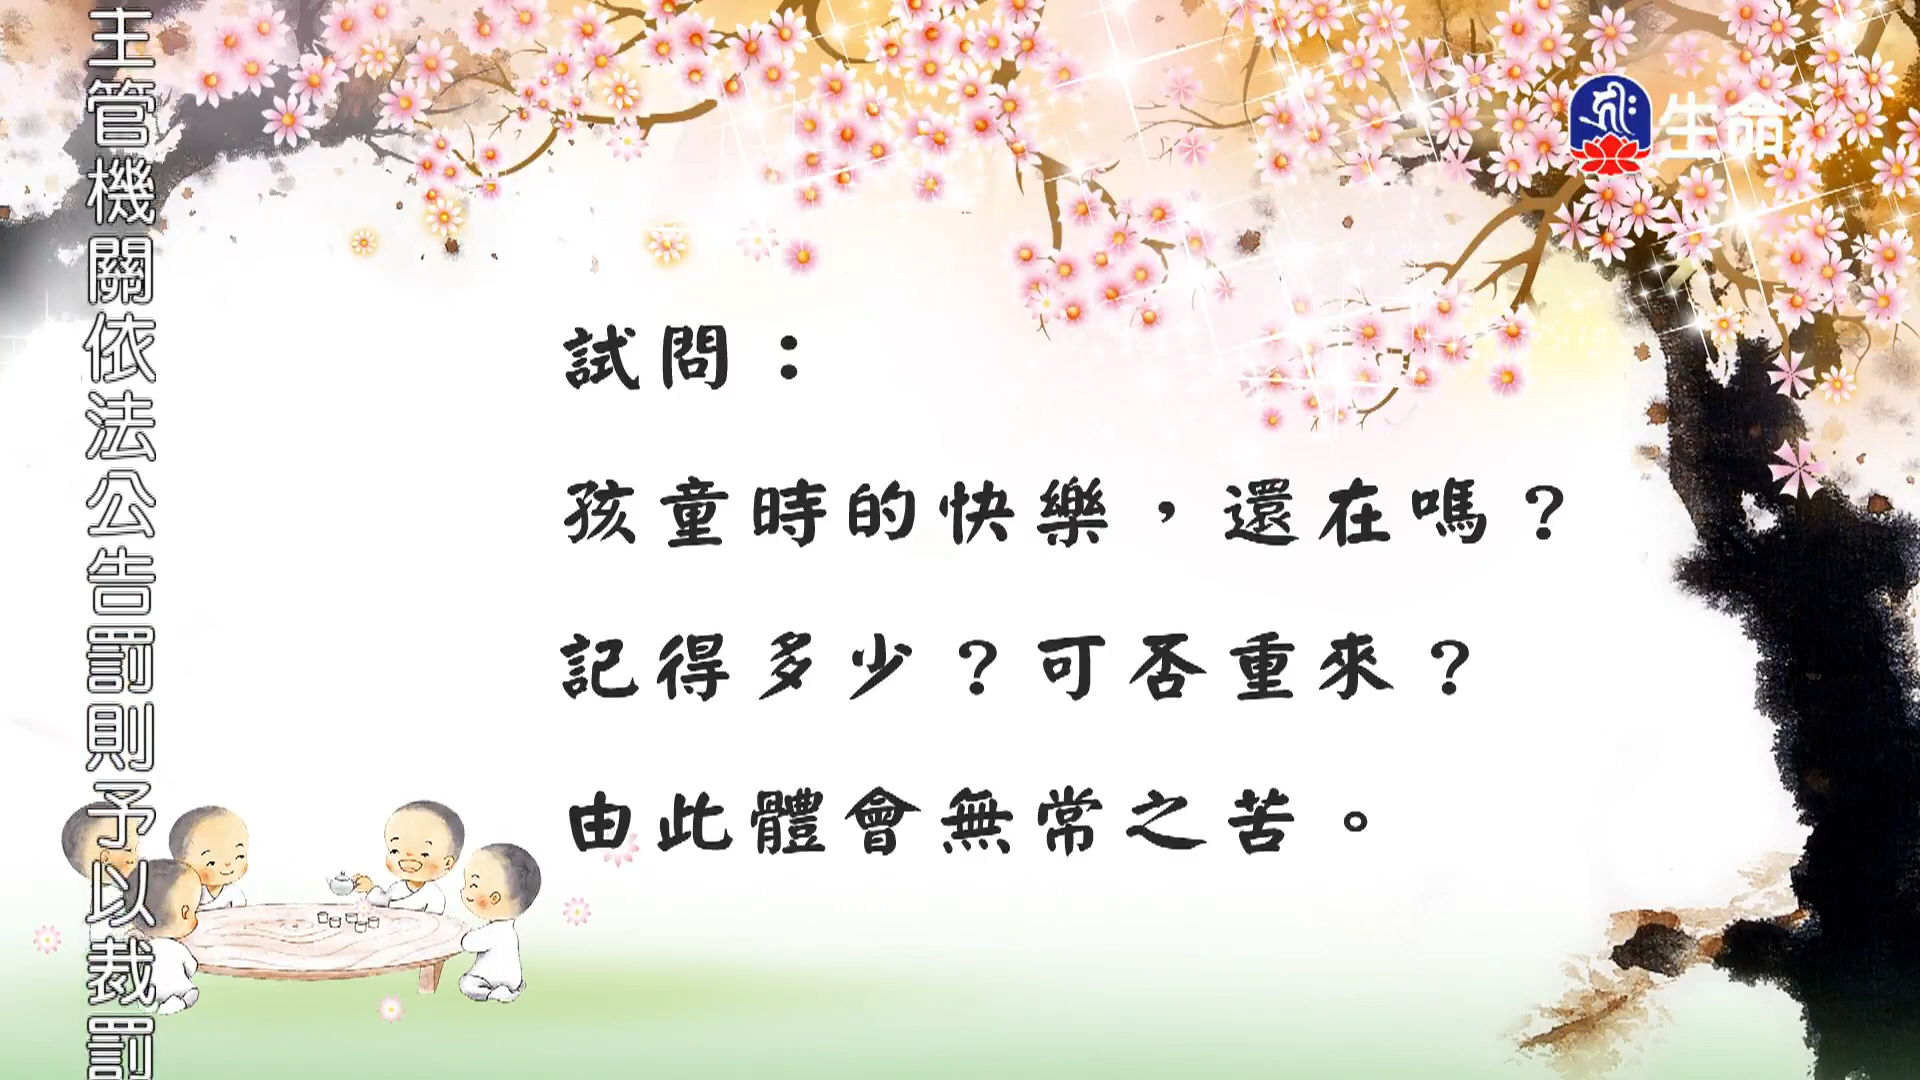 主管機關依法公告罰則予以裁罰
生命
試問：
孩童時的快樂，還在嗎？
記得多少？可否重來？
由此體會無常之苦。